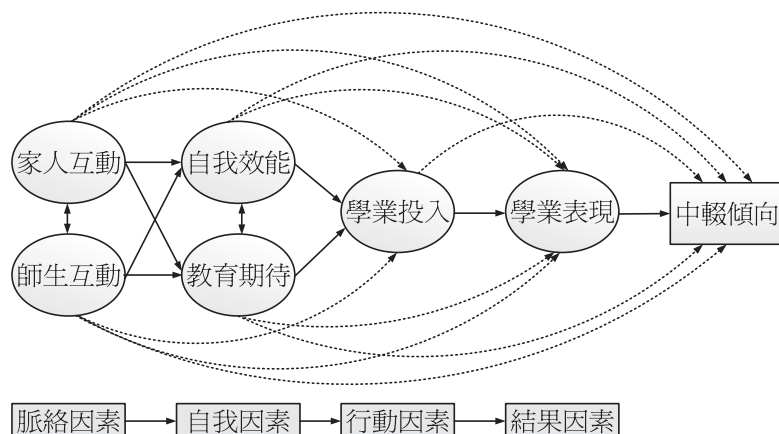 家人互動
自我效能
學業投入
學業表現
中輟傾向
師生互動
教育期待
脈絡因素
自我因素
行動因素
結果因素